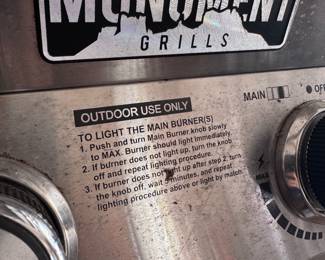 MONUMENT
GRILLS
OUTDOOR USE ONLY
MAIN
TO LIGHT THE MAIN BURNER(S)
1. Push and turn Main Burner knob slowly
to MAX. Burner should light immediately.
2. If burner does not light up, turn the knob
off and repeat lighting procedure.
3. If burner does not light up after step 2, turn
the knob off, wait minutes, and repeat
lighting procedure above or light by match.